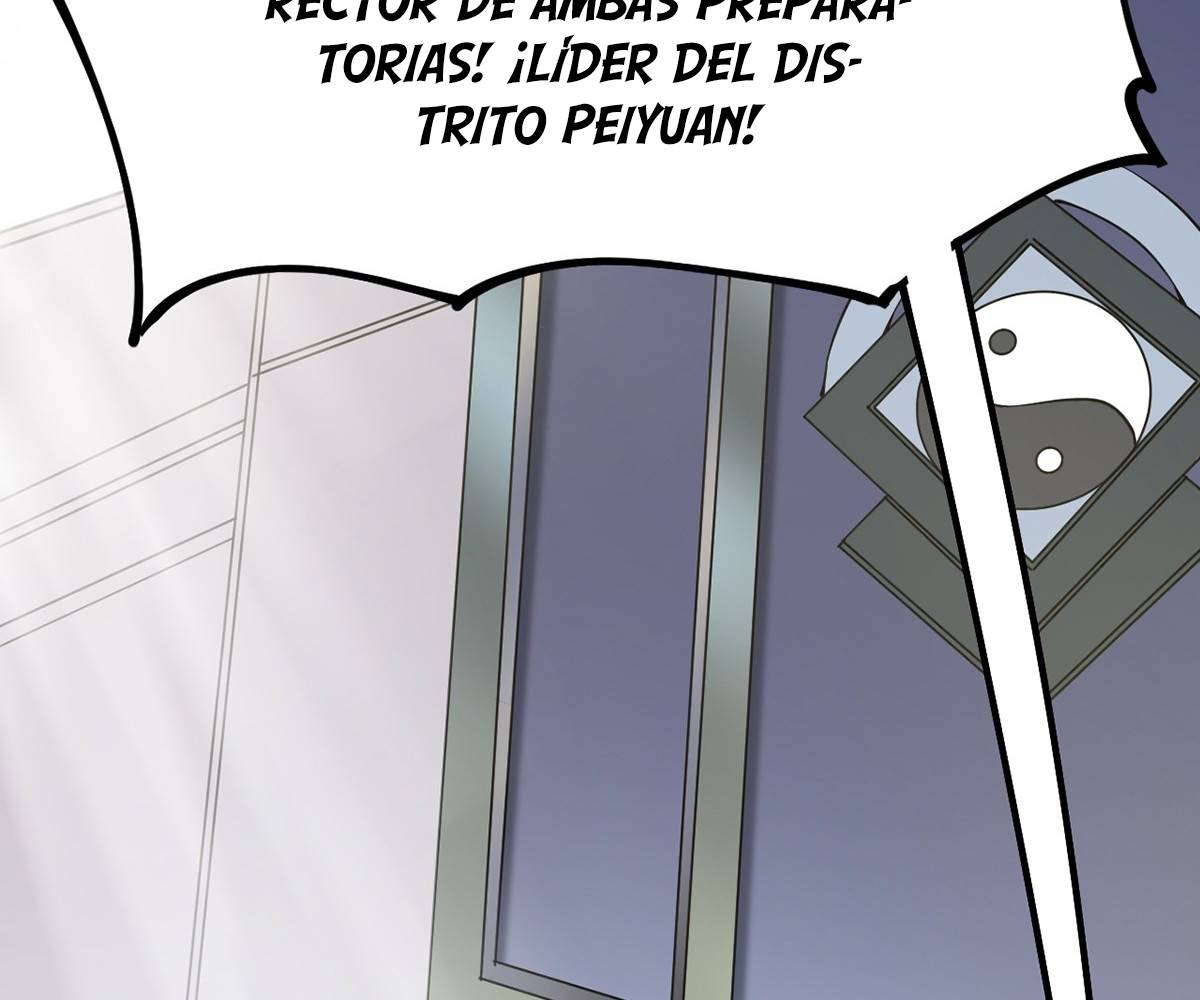 RECTOR DE AMBAS PREPARA-
TORIAS! ¡LÍDER DEL DIS-
TRITO PEIYUAN!